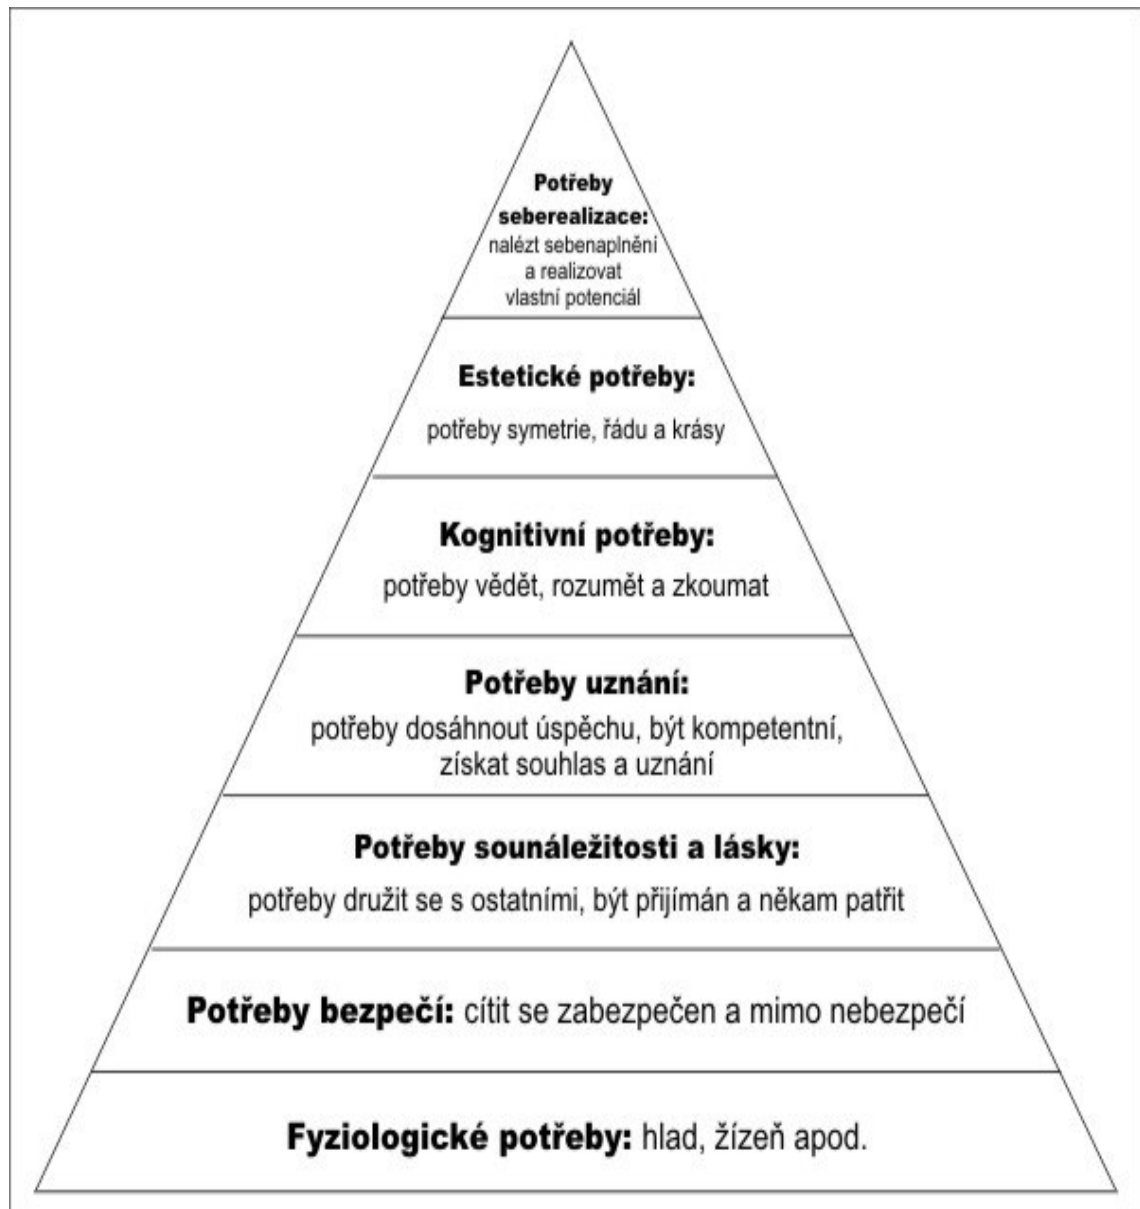 Potřeby
seberealizace:
nalézt sebenaplnění
a realizovat
vlastní potenciál
Estetické potřeby:
potřeby symetrie, řádu a krásy
Kognitivní potřeby:
potřeby vědět, rozumět a zkoumat
Potřeby uznání:
potřeby dosáhnout úspěchu, být kompetentní,
získat souhlas a uznání
Potřeby sounáležitosti a lásky:
potřeby družit se s ostatními, být přijímán a někam patřit
Potřeby bezpečí: cítit se zabezpečen a mimo nebezpečí
Fyziologické potřeby: hlad, žízeň apod.